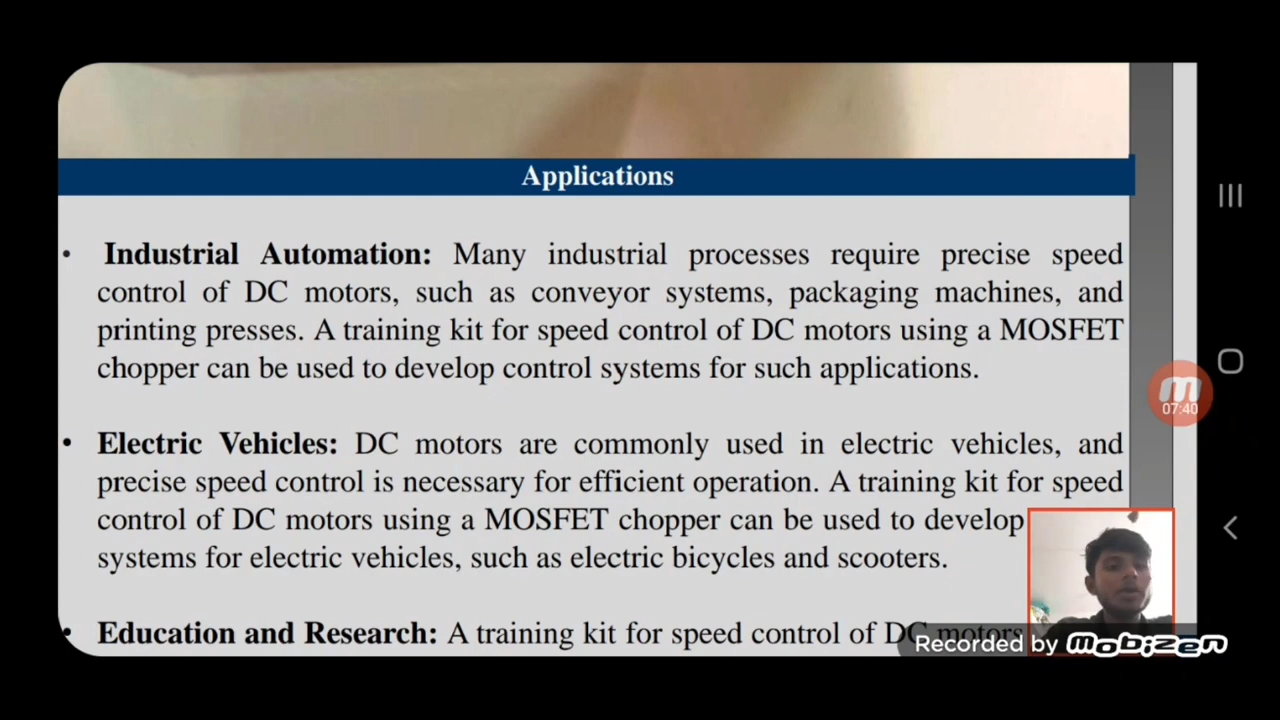 Applications
• Industrial Automation: Many industrial processes require precise speed
control of DC motors, such as conveyor systems, packaging machines, and
printing presses. A training kit for speed control of DC motors using a MOSFET
chopper can be used to develop control systems for such applications.
• Electric Vehicles: DC motors are commonly used in electric vehicles, and
precise speed control is necessary for efficient operation. A training kit for speed
control of DC motors using a MOSFET chopper can be used to develop
systems for electric vehicles, such as electric bicycles and scooters.
• Education and Research: A training kit for speed control of DC motors
07:40
Recorded by Mobizen